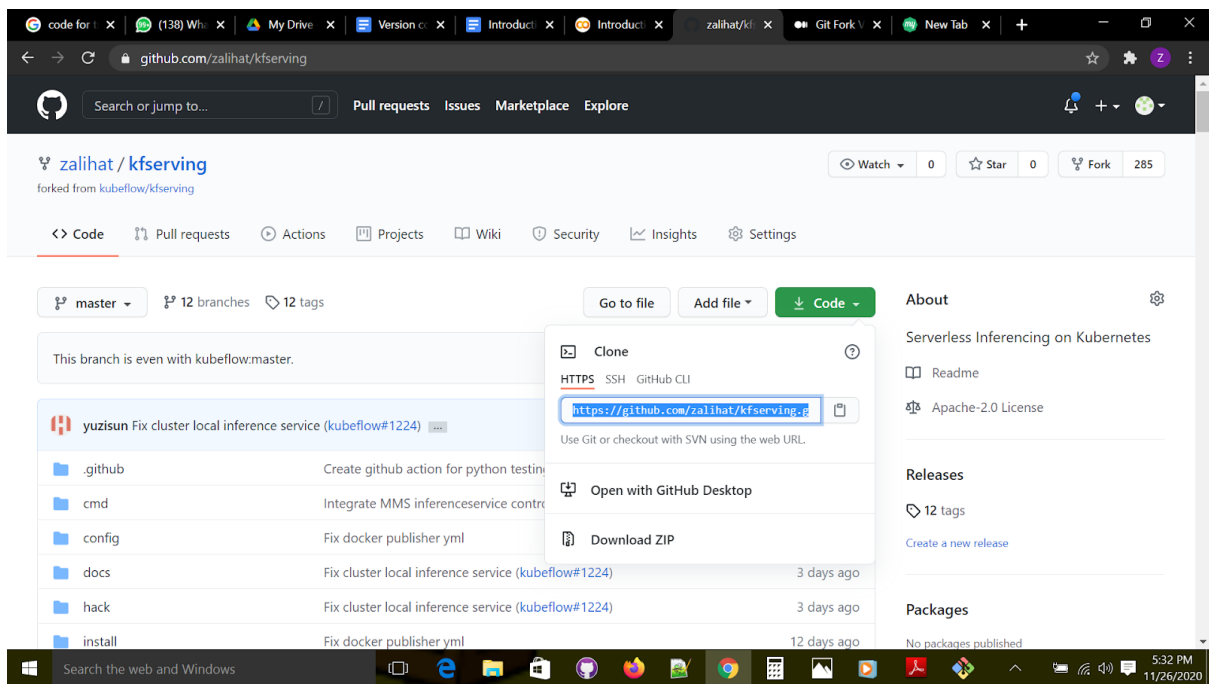 code for t (138) Wha My Drive Version co Introducti Introducti zalihat/kfs Git Fork V New Tab
github.com/zalihat/kfserving
Search or jump to... / Pull requests Issues Marketplace Explore
zalihat / kfserving Watch 0 Star 0 Fork 285
forked from kubeflow/kfserving
Code Pull requests Actions Projects Wiki Security Insights Settings
master 12 branches 12 tags Go to file Add file Code
This branch is even with kubeflow:master.
yuzisun Fix cluster local inference service (kubeflow#1224) ...
.github Create github action for python testing
cmd Integrate MMS inferenceservice contro
config Fix docker publisher yml
docs Fix cluster local inference service (kubeflow#1224) 3 days ago
hack Fix cluster local inference service (kubeflow#1224) 3 days ago
install Fix docker publisher yml 12 days ago
Clone
HTTPS SSH GitHub CLI
https://github.com/zalihat/kfserving.g
Use Git or checkout with SVN using the web URL.
Open with GitHub Desktop
Download ZIP
About
Serverless Inferencing on Kubernetes
Readme
Apache-2.0 License
Releases
12 tags
Create a new release
Packages
No packages published
Search the web and Windows
5:32 PM
11/26/2020